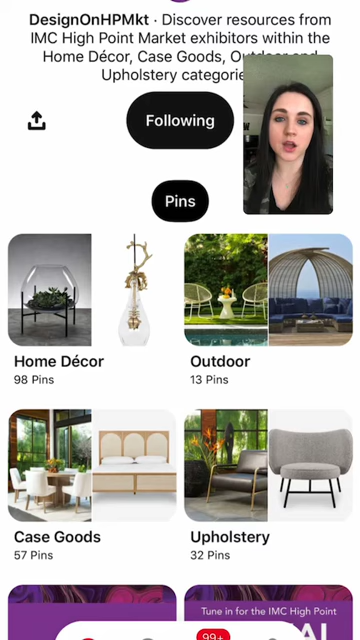 DesignOnHPMkt · Discover resources from
IMC High Point Market exhibitors within the
Home Décor, Case Goods, Outdoor and
Upholstery
Following
Pins
Home Décor
98 Pins
Outdoor
13 Pins
Case Goods
57 Pins
Upholstery
32 Pins
Tune in for the IMC High Point
99+